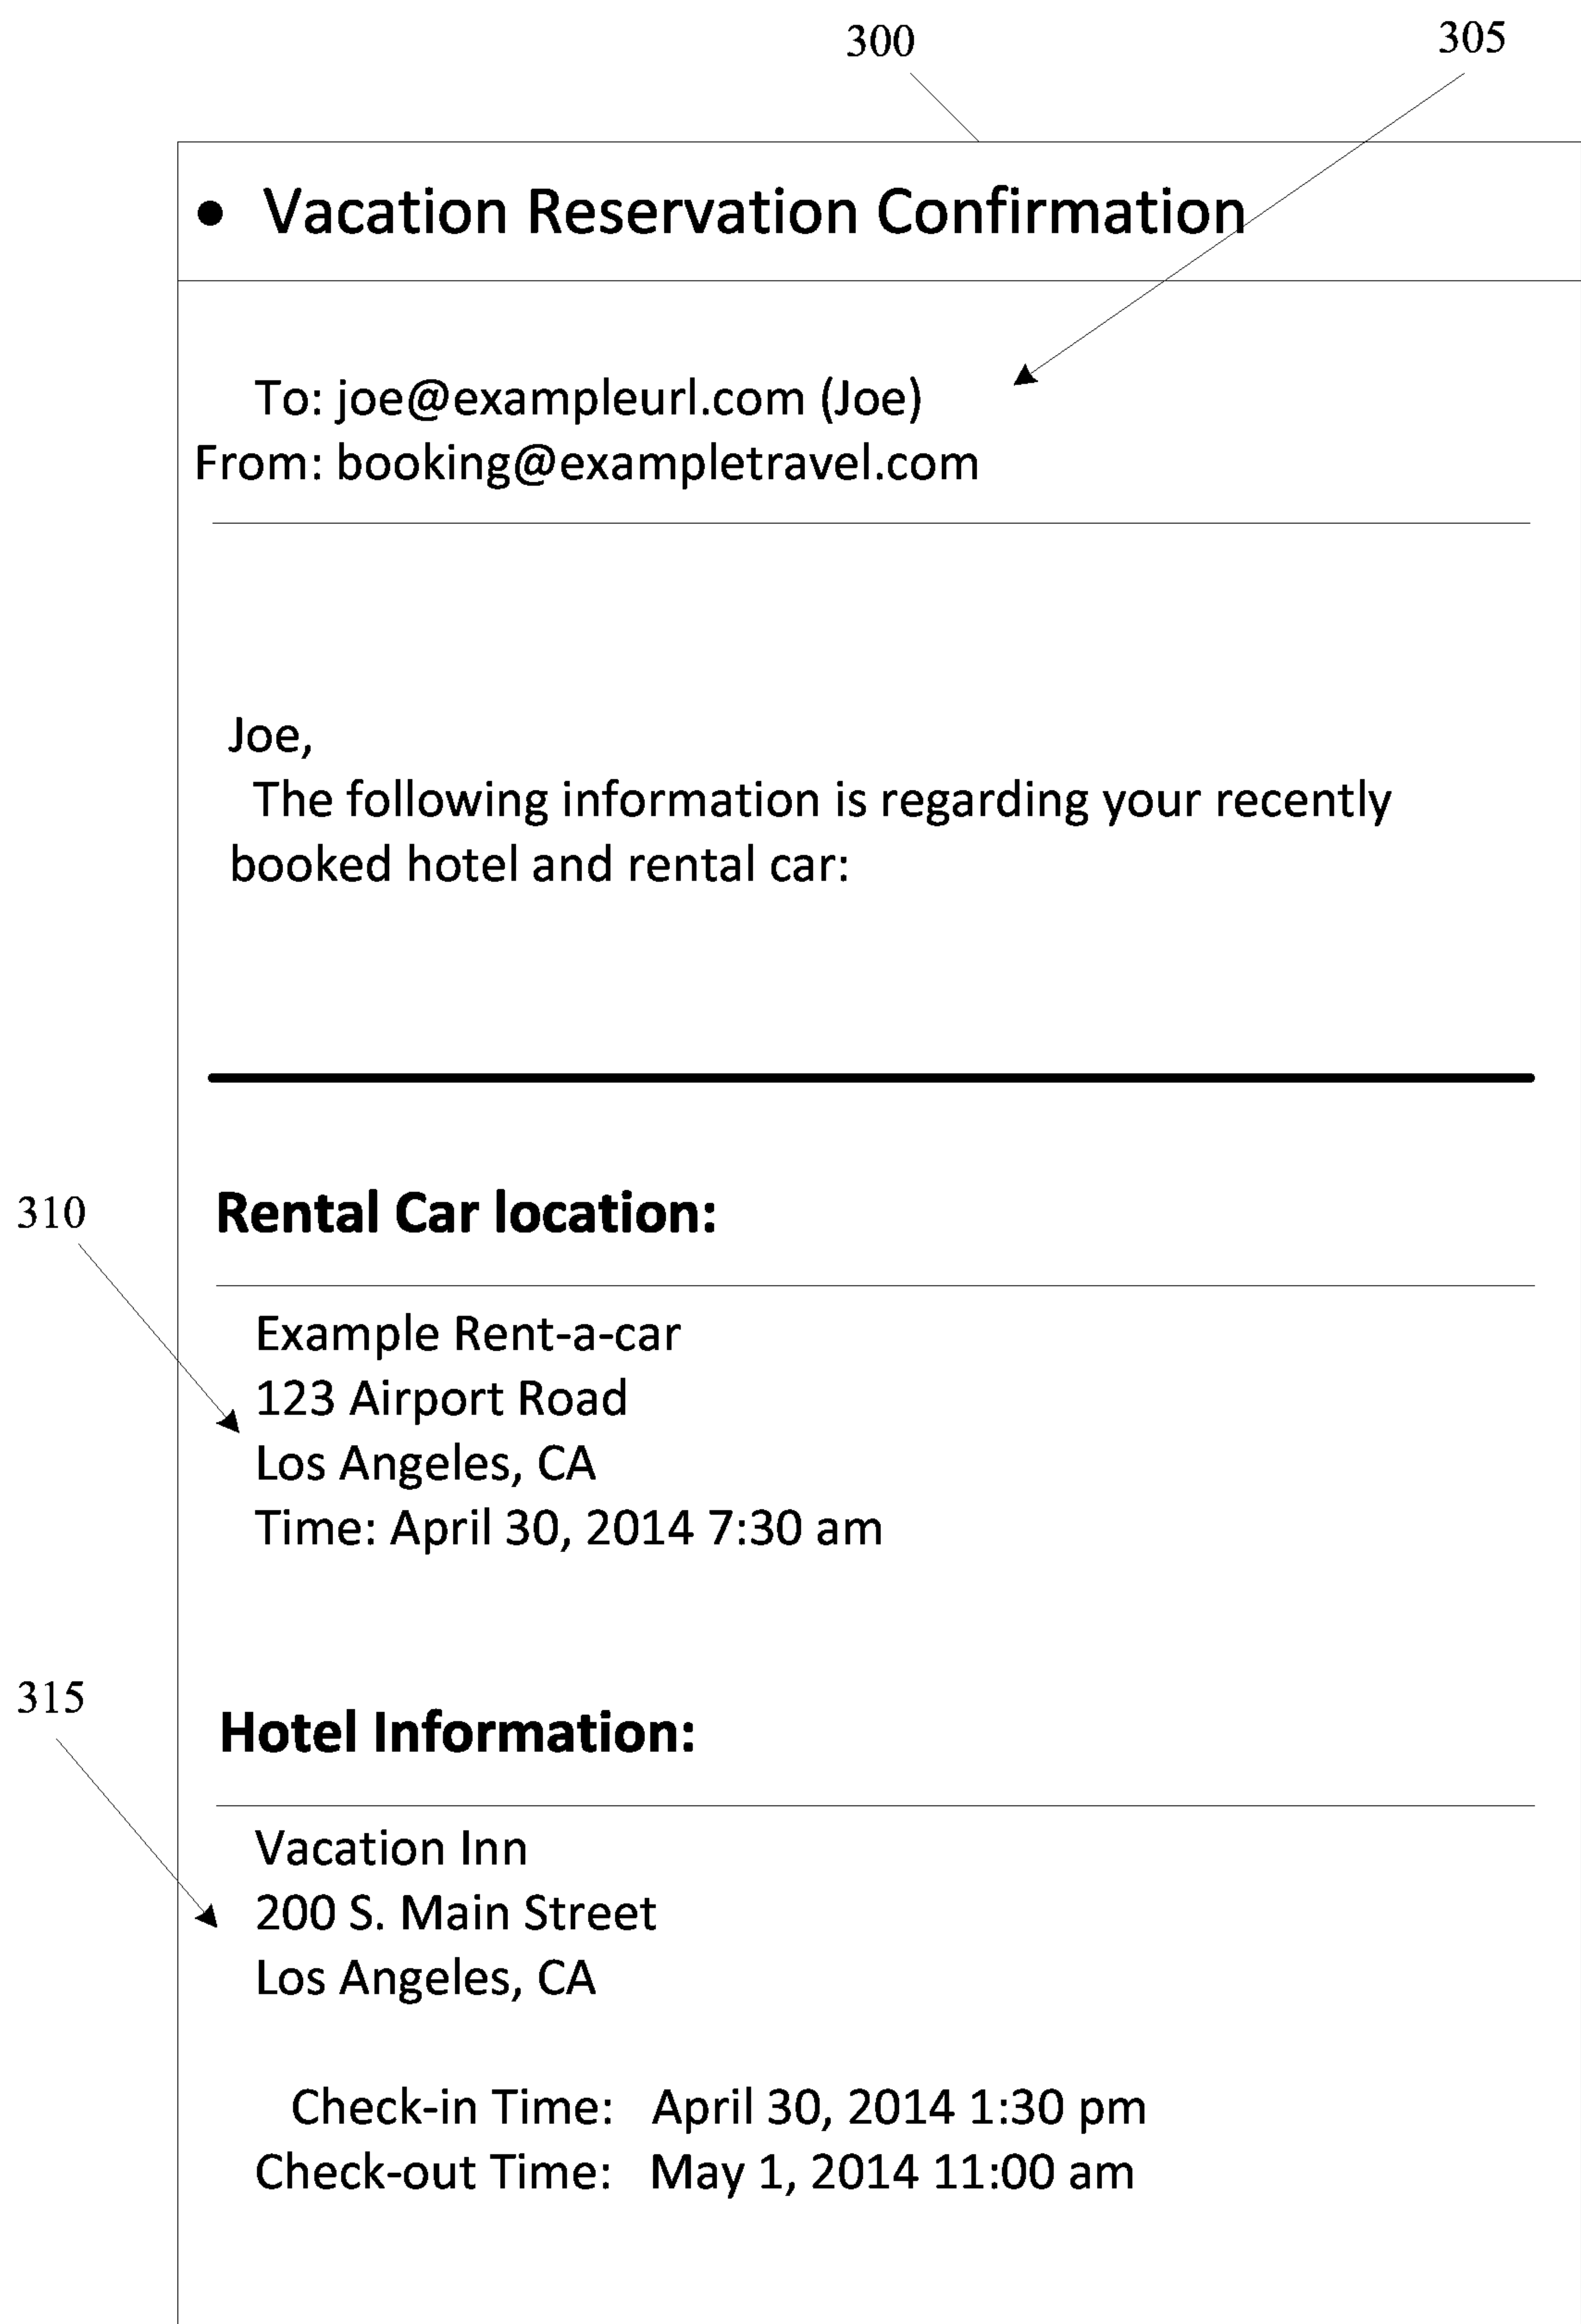 300
305
• Vacation Reservation Confirmation
To: joe@exampleurl.com (Joe)
From: booking@exampletravel.com
Joe,
The following information is regarding your recently
booked hotel and rental car:
310
Rental Car location:
Example Rent-a-car
123 Airport Road
Los Angeles, CA
Time: April 30, 2014 7:30 am
315
Hotel Information:
Vacation Inn
200 S. Main Street
Los Angeles, CA
Check-in Time: April 30, 2014 1:30 pm
Check-out Time: May 1, 2014 11:00 am